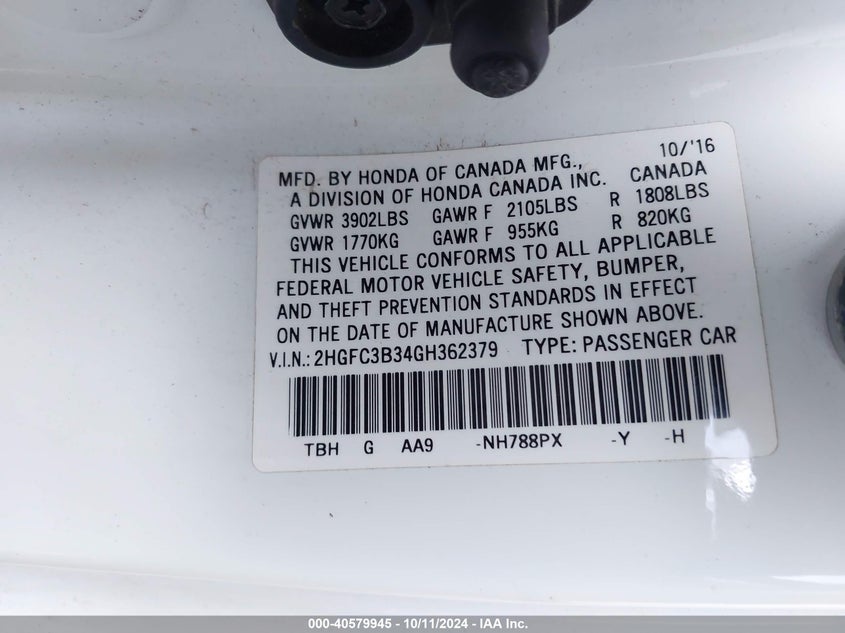 10/'16
MFD. BY HONDA OF CANADA MFG.,
A DIVISION OF HONDA CANADA INC. CANADA
GVWR 3902LBS GAWR F 2105LBS R 1808LBS
GVWR 1770KG GAWR F 955KG R 820KG
THIS VEHICLE CONFORMS TO ALL APPLICABLE
FEDERAL MOTOR VEHICLE SAFETY, BUMPER,
AND THEFT PREVENTION STANDARDS IN EFFECT
ON THE DATE OF MANUFACTURE SHOWN ABOVE.
V.I.N.: 2HGFC3B34GH362379 TYPE: PASSENGER CAR
TBH G AA9 -NH788PX -Y -H
000-40579945 - 10/11/2024 - IAA Inc.